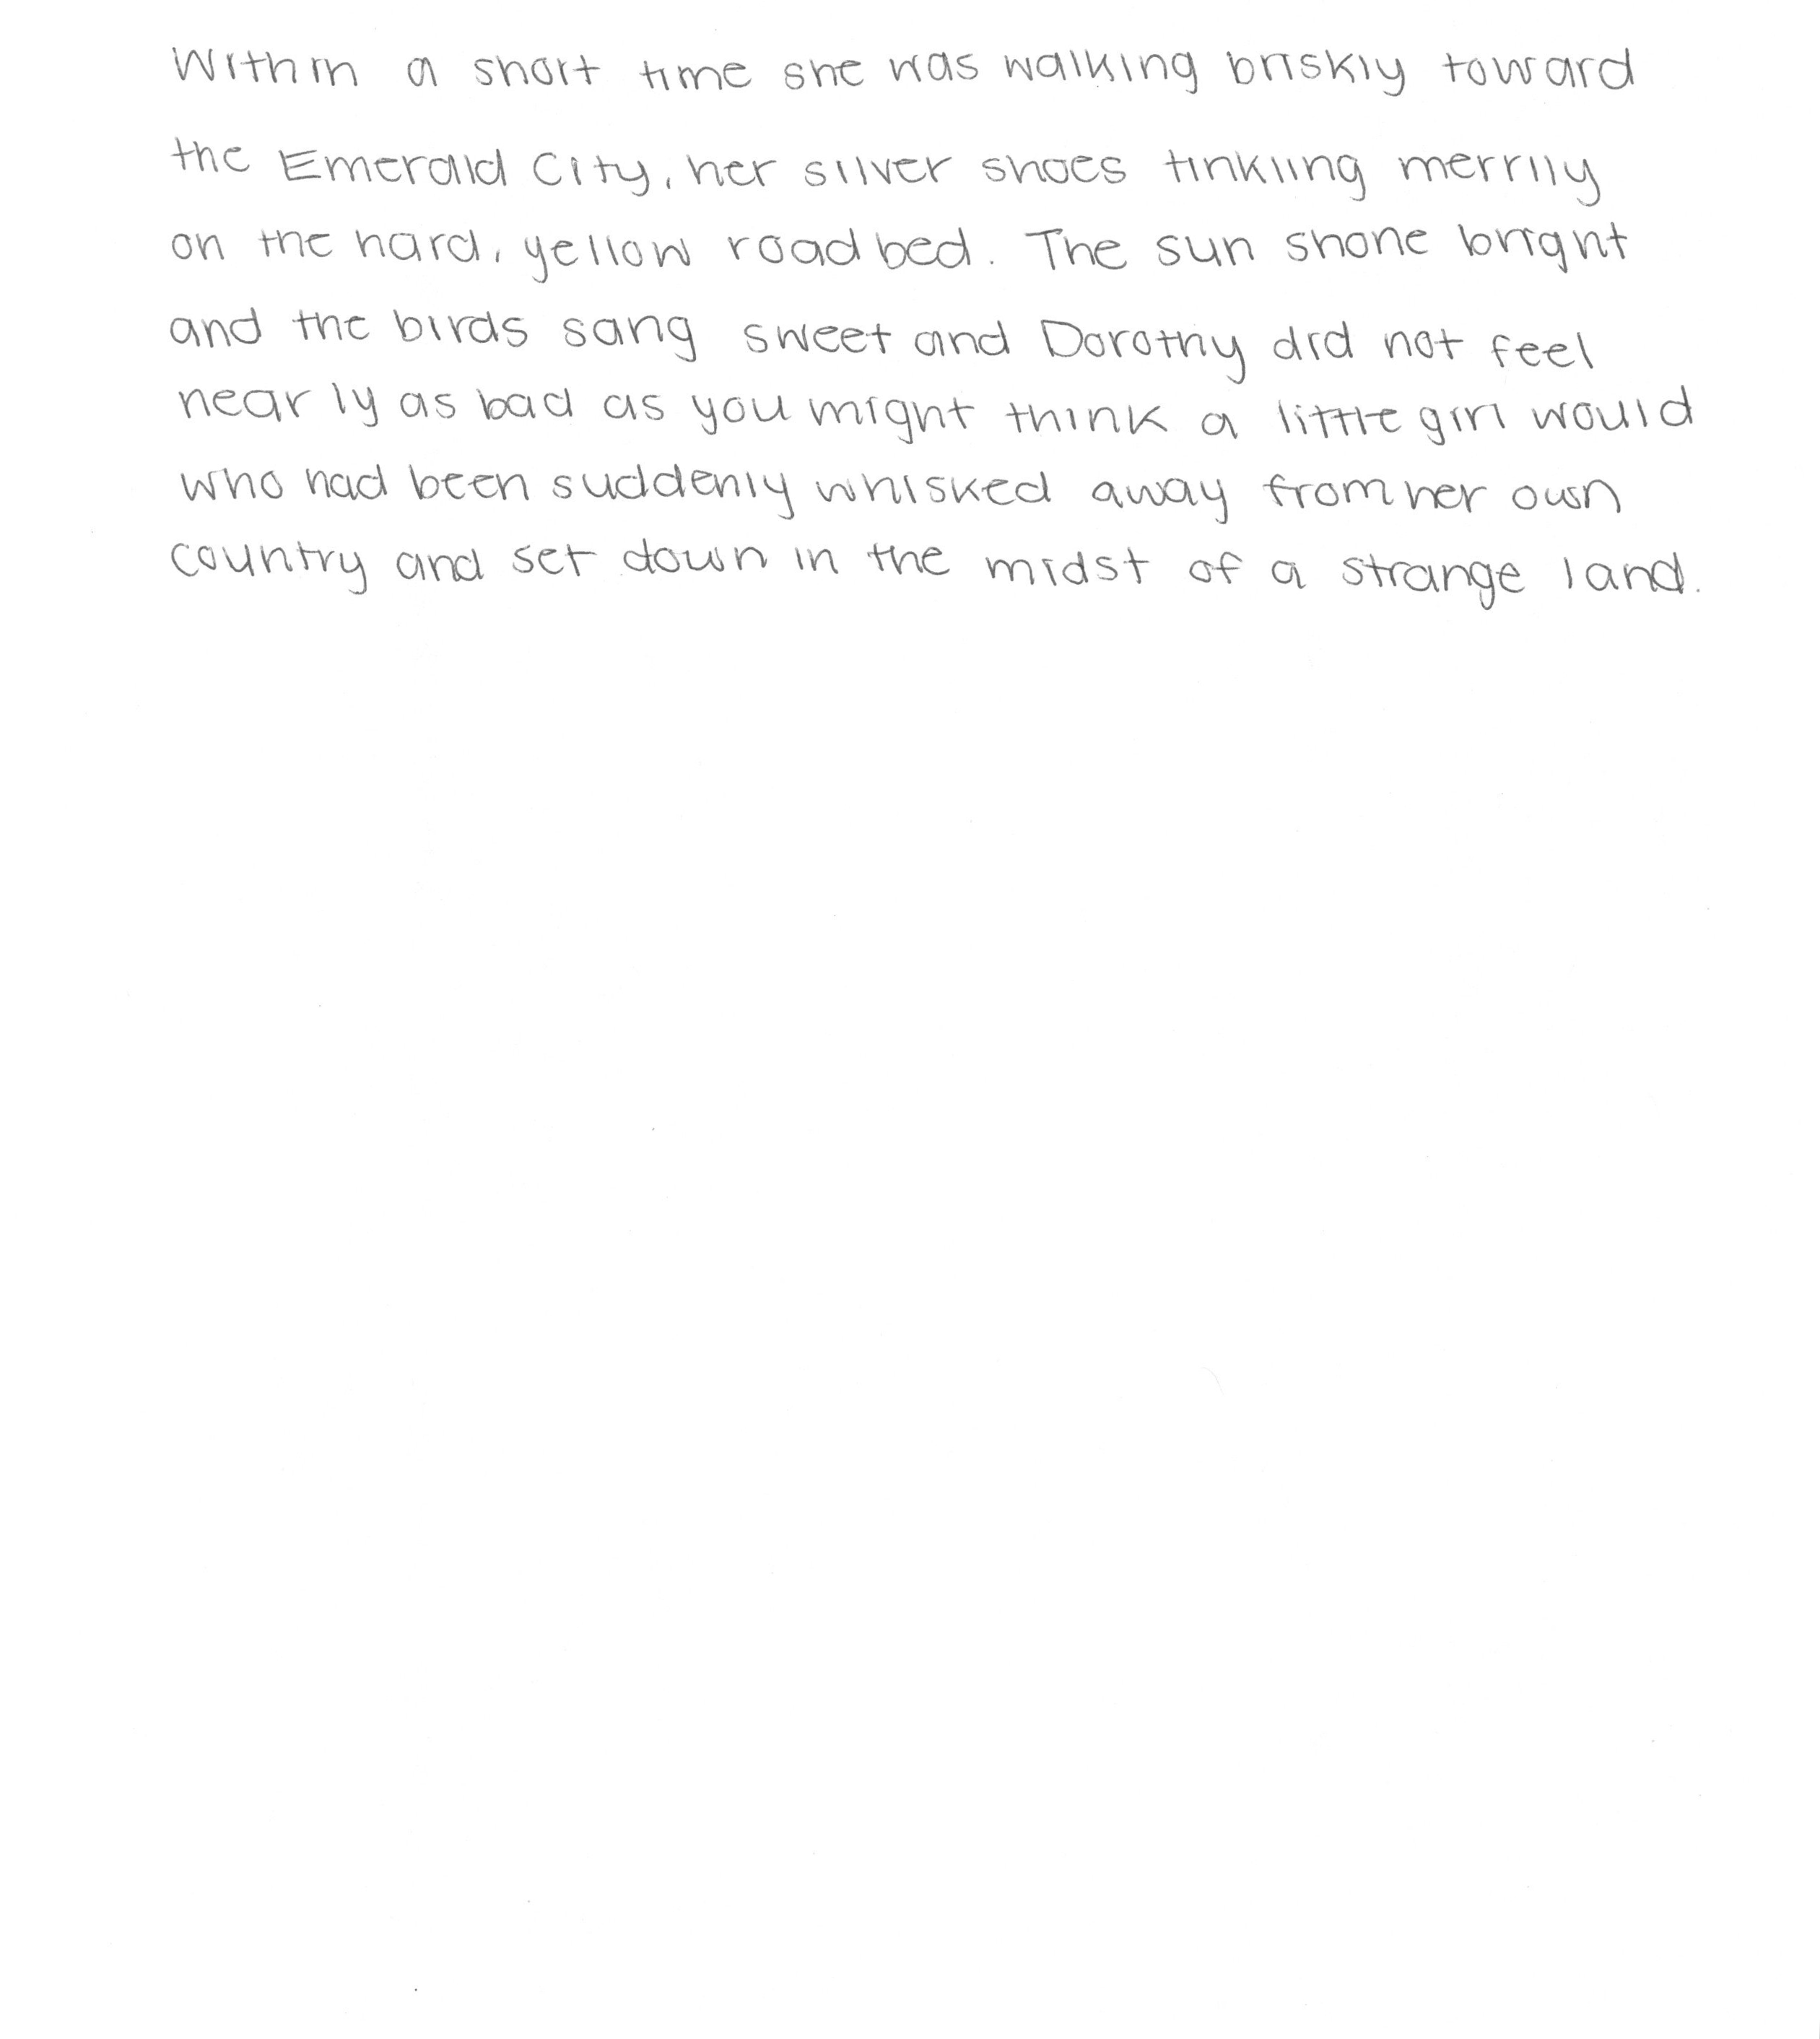 Within a short time she was walking briskly toward
the Emerald City, her silver shoes tinkling merrily
on the hard, yellow road bed. The sun shone bright
and the birds sang sweet and Dorothy did not feel
nearly as bad as you might think a little girl would
who had been suddenly whisked away from her own
country and set down in the midst of a strange land.